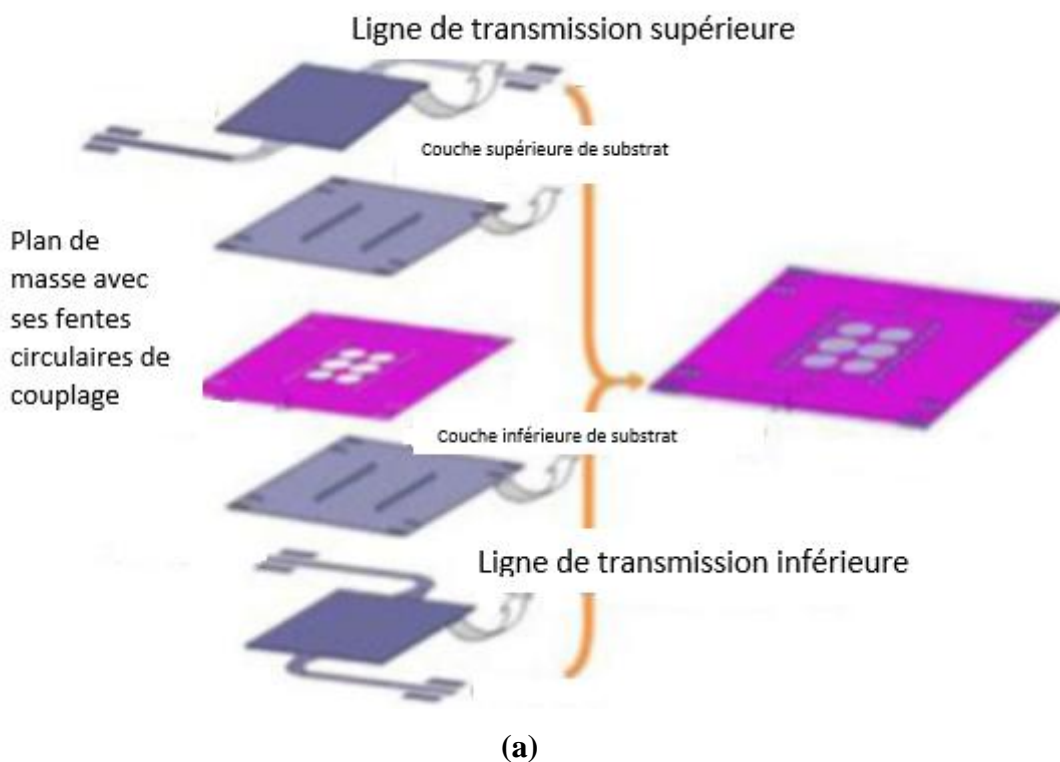 Ligne de transmission supérieure
Couche supérieure de substrat
Plan de
masse avec
ses fentes
circulaires de
couplage
Couche inférieure de substrat
Ligne de transmission inférieure
(a)